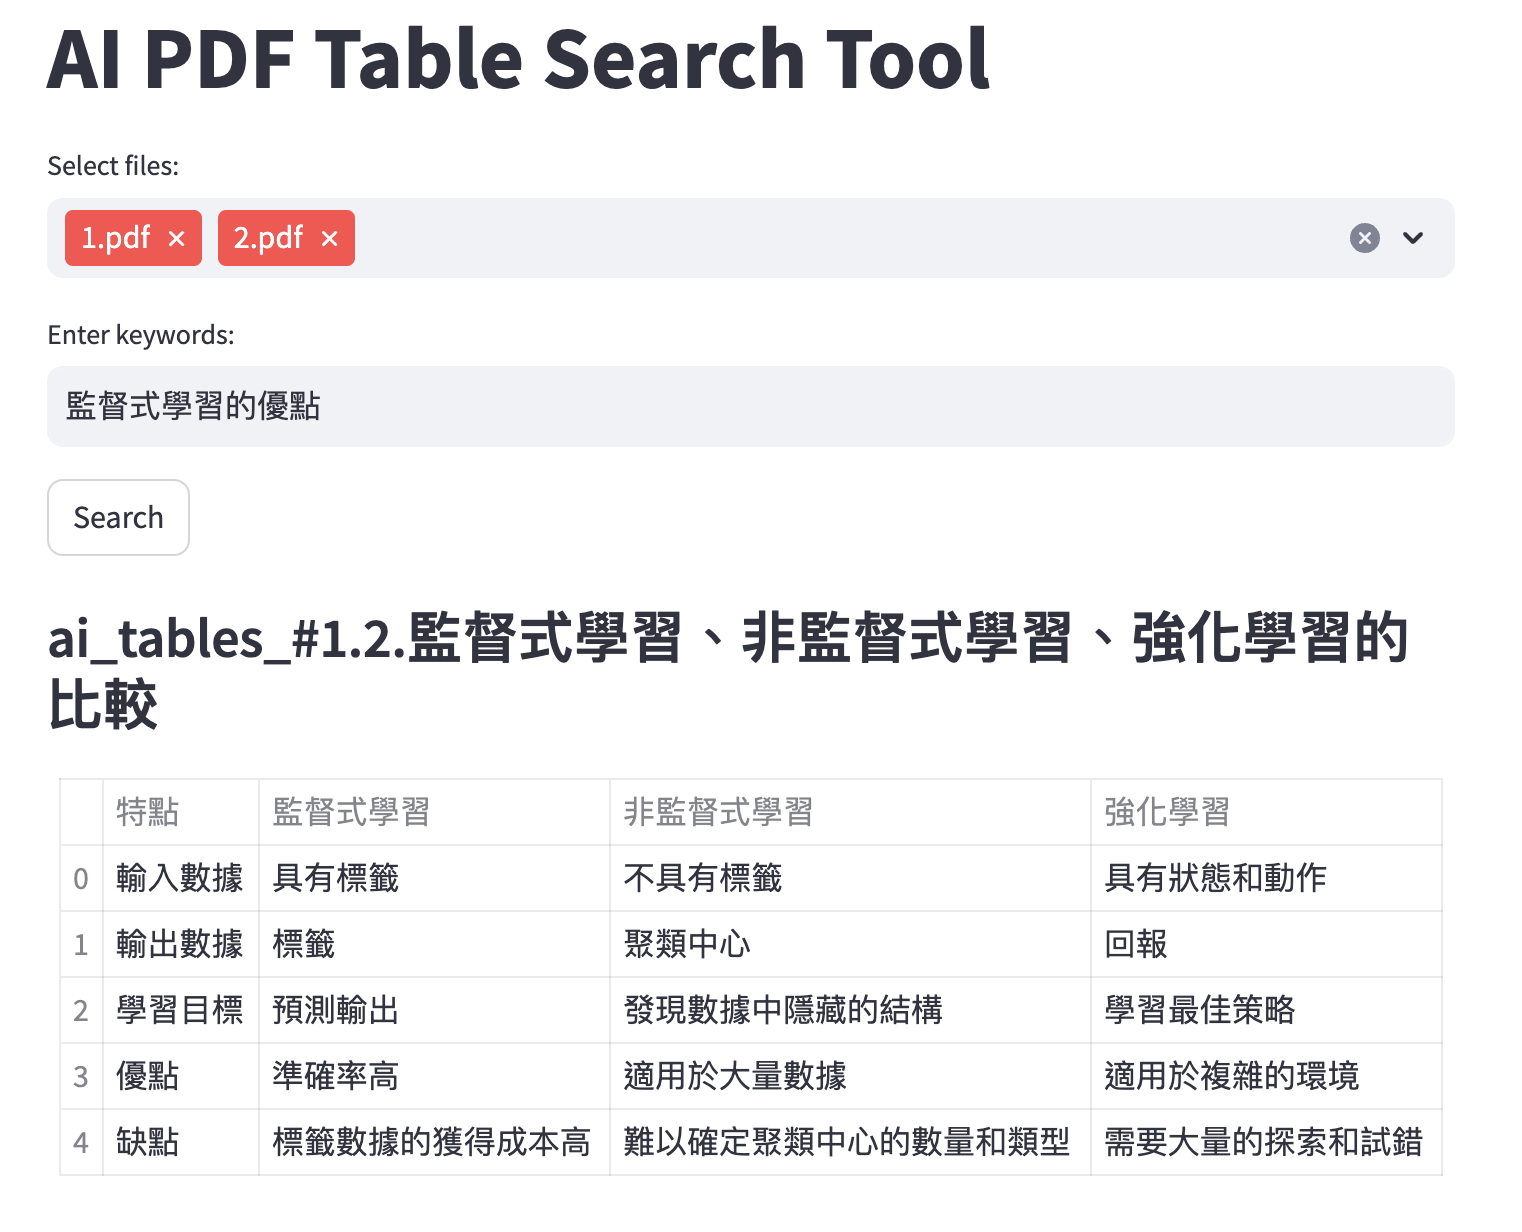 AI PDF Table Search Tool
Select files:
1.pdf × 2.pdf ×
Enter keywords:
監督式學習的優點
Search
ai_tables_#1.2.監督式學習、非監督式學習、強化學習的
比較
特點 監督式學習 非監督式學習 強化學習
0 輸入數據 具有標籤 不具有標籤 具有狀態和動作
1 輸出數據 標籤 聚類中心 回報
2 學習目標 預測輸出 發現數據中隱藏的結構 學習最佳策略
3 優點 準確率高 適用於大量數據 適用於複雜的環境
4 缺點 標籤數據的獲得成本高 難以確定聚類中心的數量和類型 需要大量的探索和試錯